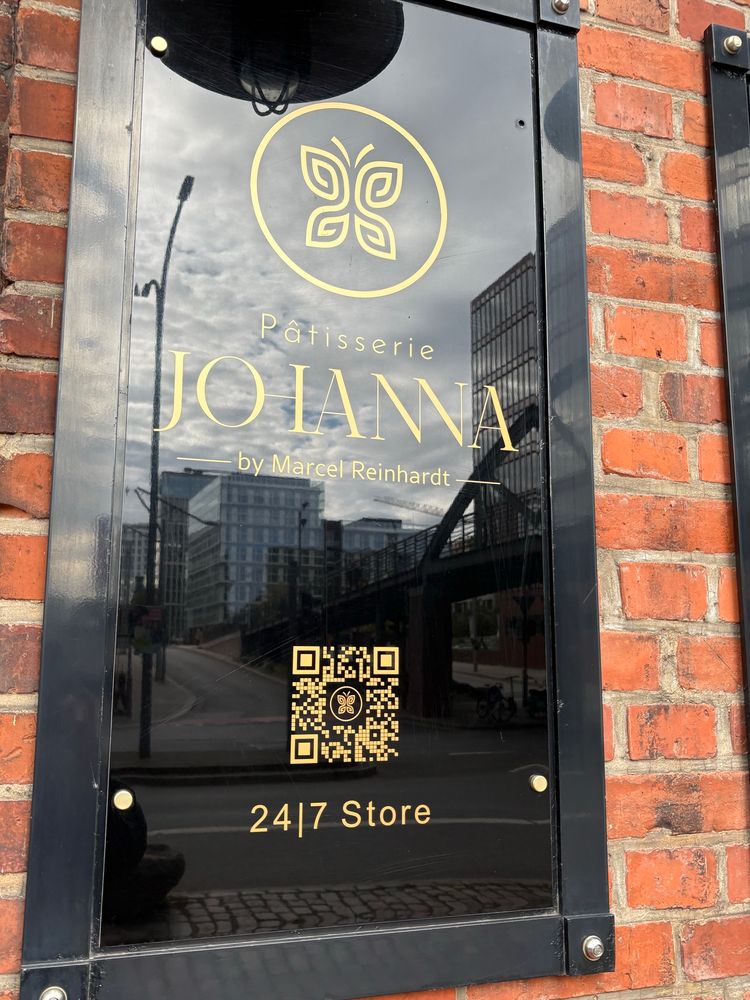 Pâtisserie
JOHANNA
by Marcel Reinhardt
24|7 Store